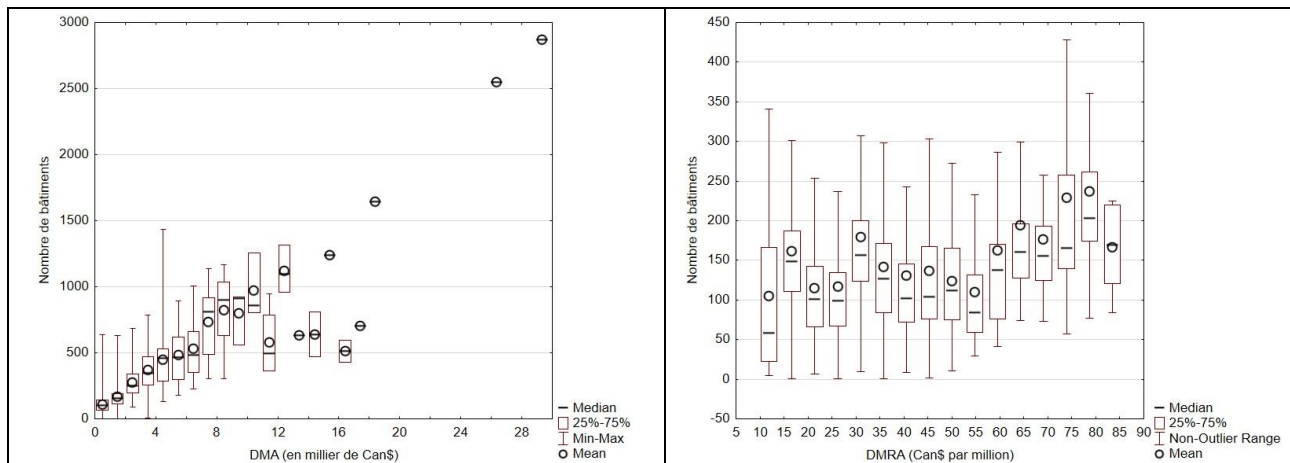 3000
2500
2000
1500
1000
500
0
Nombre de bâtiments
0 4 8 12 16 20 24 28
DMA (en millier de Can$)
Median
25%-75%
Min-Max
Mean
450
400
350
300
250
200
150
100
50
0
-50
Nombre de bâtiments
5 10 15 20 25 30 35 40 45 50 55 60 65 70 75 80 85 90
DMRA (Can$ par million)
Median
25%-75%
Non-Outlier Range
Mean